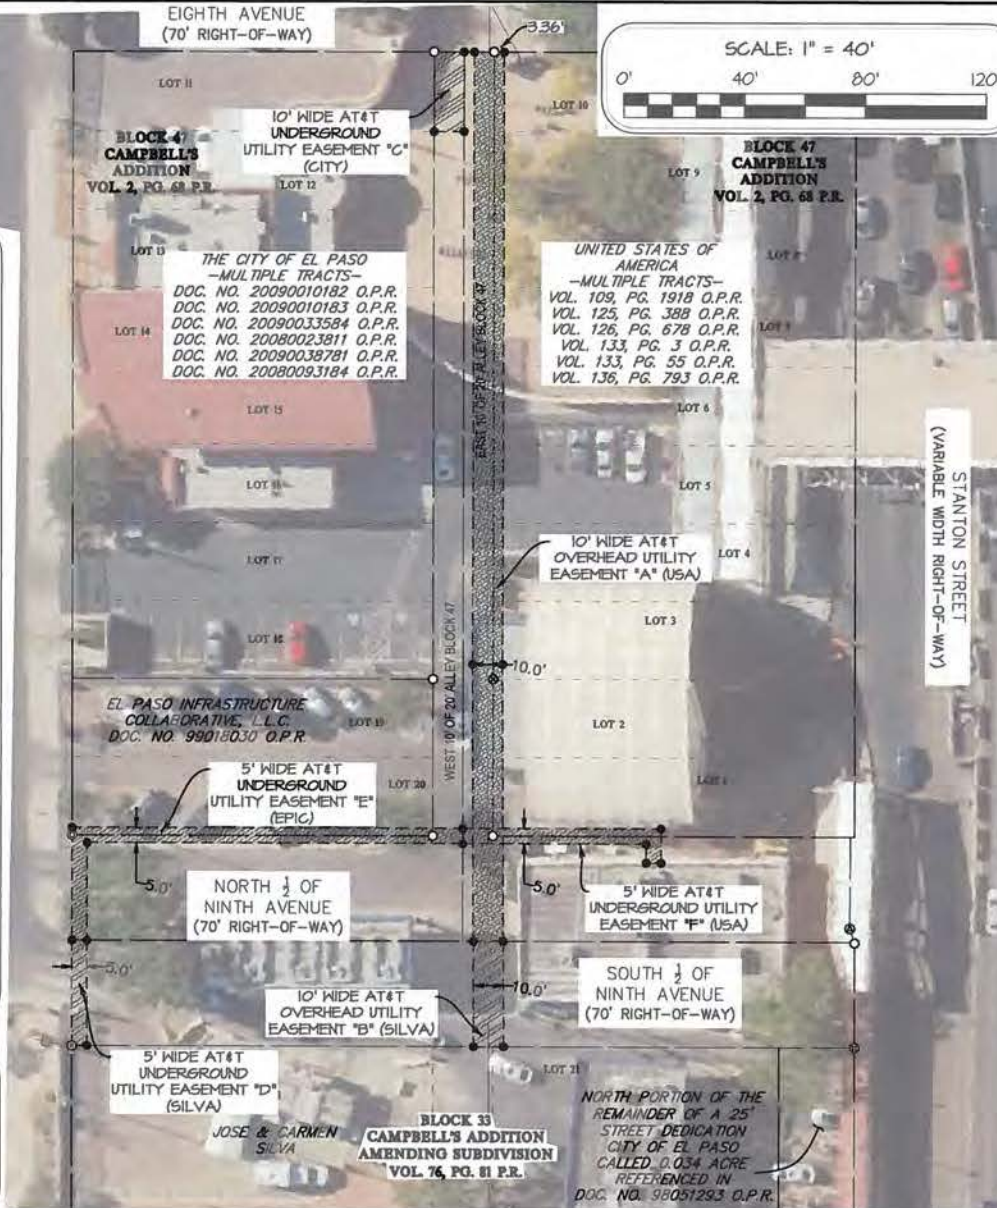 EIGHTH AVENUE
(70' RIGHT-OF-WAY)
3.36'
SCALE: 1" = 40'
0' 40' 80' 120'
LOT 11
LOT 10
10' WIDE AT&T
UNDERGROUND
UTILITY EASEMENT "C"
(CITY)
BLOCK 47
CAMPBELL'S
ADDITION
VOL. 2, PG. 68 P.R.
BLOCK 47
CAMPBELL'S
ADDITION
VOL. 2, PG. 68 P.R.
LOT 9
LOT 12
LOT 13
LOT 8
THE CITY OF EL PASO
-MULTIPLE TRACTS-
DOC. NO. 20090010182 O.P.R.
DOC. NO. 20090010183 O.P.R.
DOC. NO. 20090033584 O.P.R.
DOC. NO. 20080023811 O.P.R.
DOC. NO. 20090038781 O.P.R.
DOC. NO. 20080093184 O.P.R.
UNITED STATES OF
AMERICA
-MULTIPLE TRACTS-
VOL. 109, PG. 1918 O.P.R.
VOL. 125, PG. 388 O.P.R.
VOL. 126, PG. 678 O.P.R.
VOL. 133, PG. 3 O.P.R.
VOL. 133, PG. 55 O.P.R.
VOL. 136, PG. 793 O.P.R.
EAST 10' OF 20' ALLEY BLOCK 47
LOT 14
LOT 15
LOT 6
LOT 16
LOT 5
STANTON STREET
(VARIABLE WIDTH RIGHT-OF-WAY)
LOT 17
LOT 4
10' WIDE AT&T
OVERHEAD UTILITY
EASEMENT "A" (USA)
LOT 3
LOT 18
WEST 10' OF 20' ALLEY BLOCK 47
10.0'
EL PASO INFRASTRUCTURE
COLLABORATIVE, L.L.C.
DOC. NO. 99018030 O.P.R.
LOT 19
LOT 2
LOT 20
LOT 1
5' WIDE AT&T
UNDERGROUND
UTILITY EASEMENT "E"
(EPIC)
5.0'
5.0'
NORTH 1/2 OF
NINTH AVENUE
(70' RIGHT-OF-WAY)
5' WIDE AT&T
UNDERGROUND UTILITY
EASEMENT "F" (USA)
5.0'
10.0'
SOUTH 1/2 OF
NINTH AVENUE
(70' RIGHT-OF-WAY)
10' WIDE AT&T
OVERHEAD UTILITY
EASEMENT "B" (SILVA)
5' WIDE AT&T
UNDERGROUND
UTILITY EASEMENT "D"
(SILVA)
LOT 21
JOSE & CARMEN
SILVA
BLOCK 33
CAMPBELL'S ADDITION
AMENDING SUBDIVISION
VOL. 76, PG. 81 P.R.
NORTH PORTION OF THE
REMAINDER OF A 25'
STREET DEDICATION
CITY OF EL PASO
CALLED 0.034 ACRE
REFERENCED IN
DOC. NO. 98051293 O.P.R.